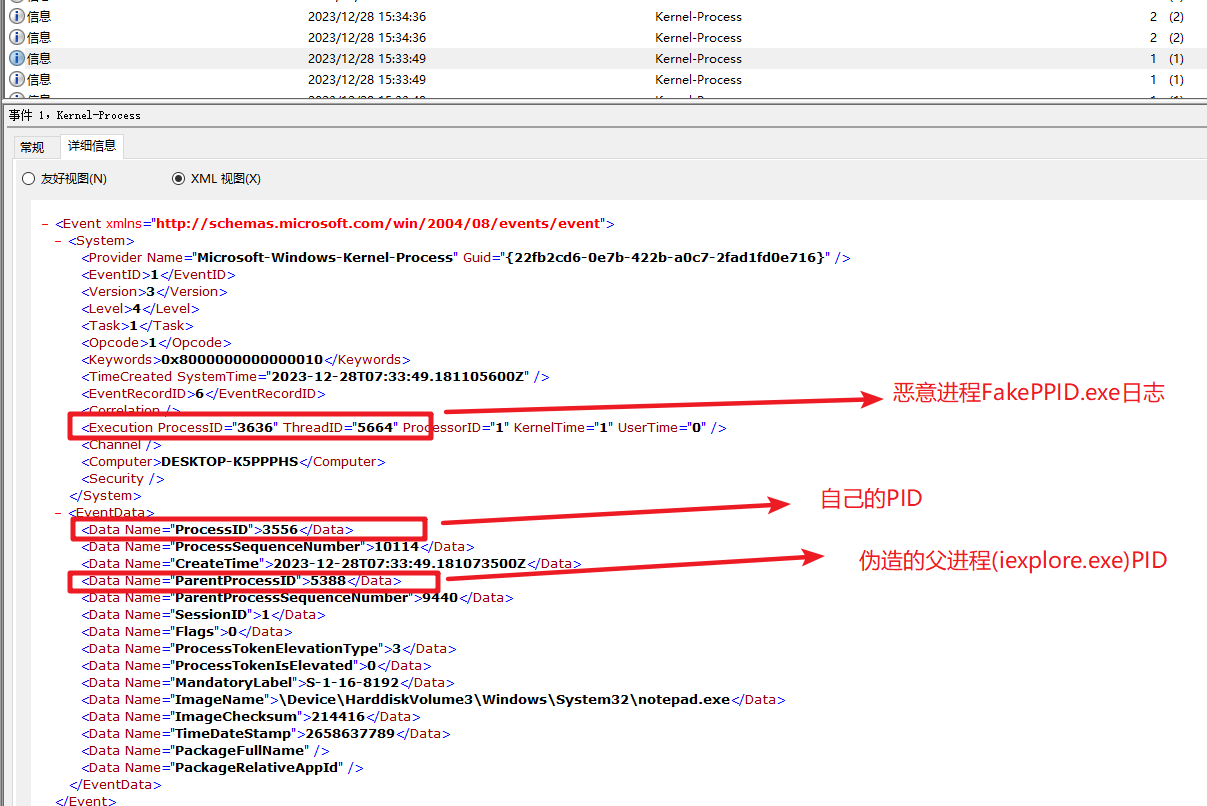 信息 2023/12/28 15:34:36 Kernel-Process 2 (2)
信息 2023/12/28 15:34:36 Kernel-Process 2 (2)
信息 2023/12/28 15:33:49 Kernel-Process 1 (1)
信息 2023/12/28 15:33:49 Kernel-Process 1 (1)
事件 1，Kernel-Process
常规 详细信息
友好视图(N) XML 视图(X)
- <Event xmlns="http://schemas.microsoft.com/win/2004/08/events/event">
- <System>
<Provider Name="Microsoft-Windows-Kernel-Process" Guid="{22fb2cd6-0e7b-422b-a0c7-2fad1fd0e716}" />
<EventID>1</EventID>
<Version>3</Version>
<Level>4</Level>
<Task>1</Task>
<Opcode>1</Opcode>
<Keywords>0x8000000000000010</Keywords>
<TimeCreated SystemTime="2023-12-28T07:33:49.181105600Z" />
<EventRecordID>6</EventRecordID>
<Correlation />
恶意进程FakePPID.exe日志
<Execution ProcessID="3636" ThreadID="5664" ProcessorID="1" KernelTime="1" UserTime="0" />
<Channel />
<Computer>DESKTOP-K5PPPHS</Computer>
<Security />
</System>
自己的PID
- <EventData>
<Data Name="ProcessID">3556</Data>
<Data Name="ProcessSequenceNumber">10114</Data>
<Data Name="CreateTime">2023-12-28T07:33:49.181073500Z</Data>
伪造的父进程(iexplore.exe)PID
<Data Name="ParentProcessID">5388</Data>
<Data Name="ParentProcessSequenceNumber">9440</Data>
<Data Name="SessionID">1</Data>
<Data Name="Flags">0</Data>
<Data Name="ProcessTokenElevationType">3</Data>
<Data Name="ProcessTokenIsElevated">0</Data>
<Data Name="MandatoryLabel">S-1-16-8192</Data>
<Data Name="ImageName">\Device\HarddiskVolume3\Windows\System32\notepad.exe</Data>
<Data Name="ImageChecksum">214416</Data>
<Data Name="TimeDateStamp">2658637789</Data>
<Data Name="PackageFullName" />
<Data Name="PackageRelativeAppId" />
</EventData>
</Event>